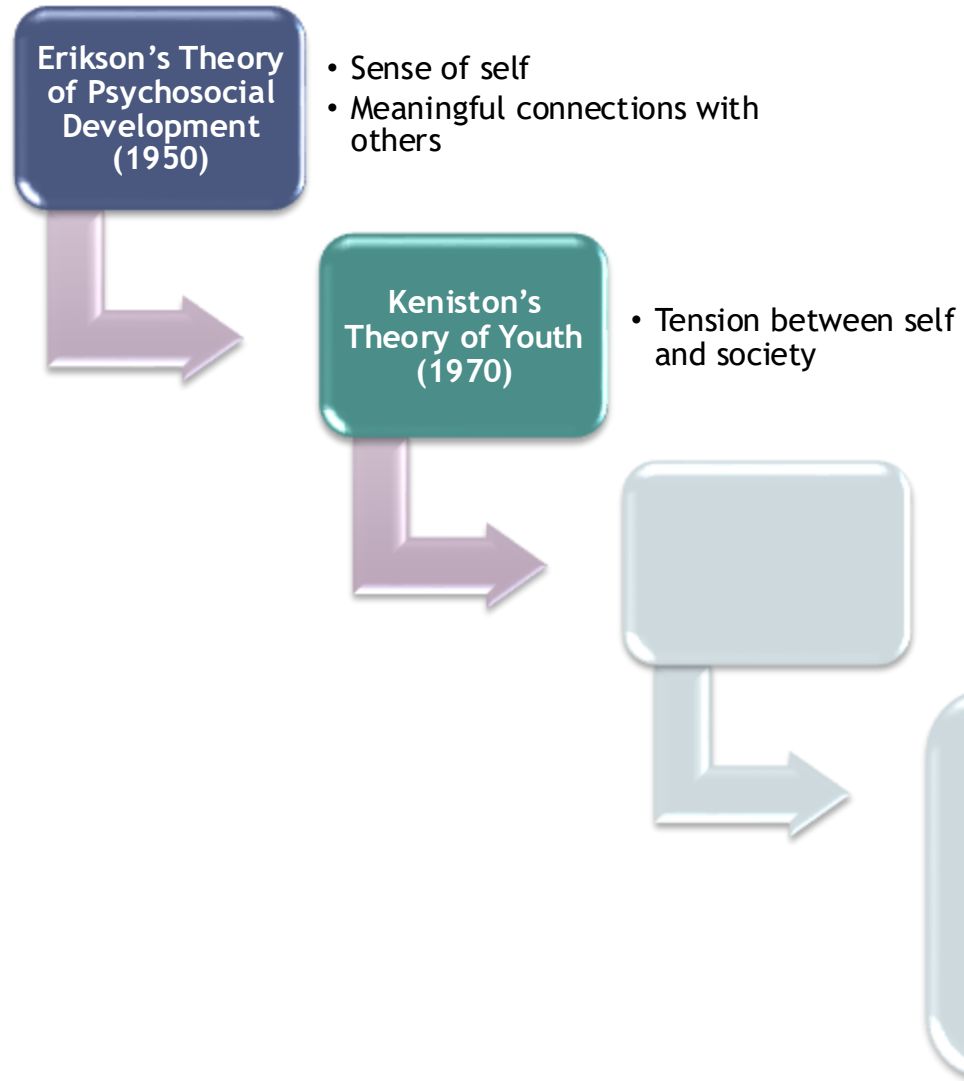 Erikson’s Theory
of Psychosocial
Development
(1950)
• Sense of self
• Meaningful connections with
others
Keniston’s
Theory of Youth
(1970)
• Tension between self
and society